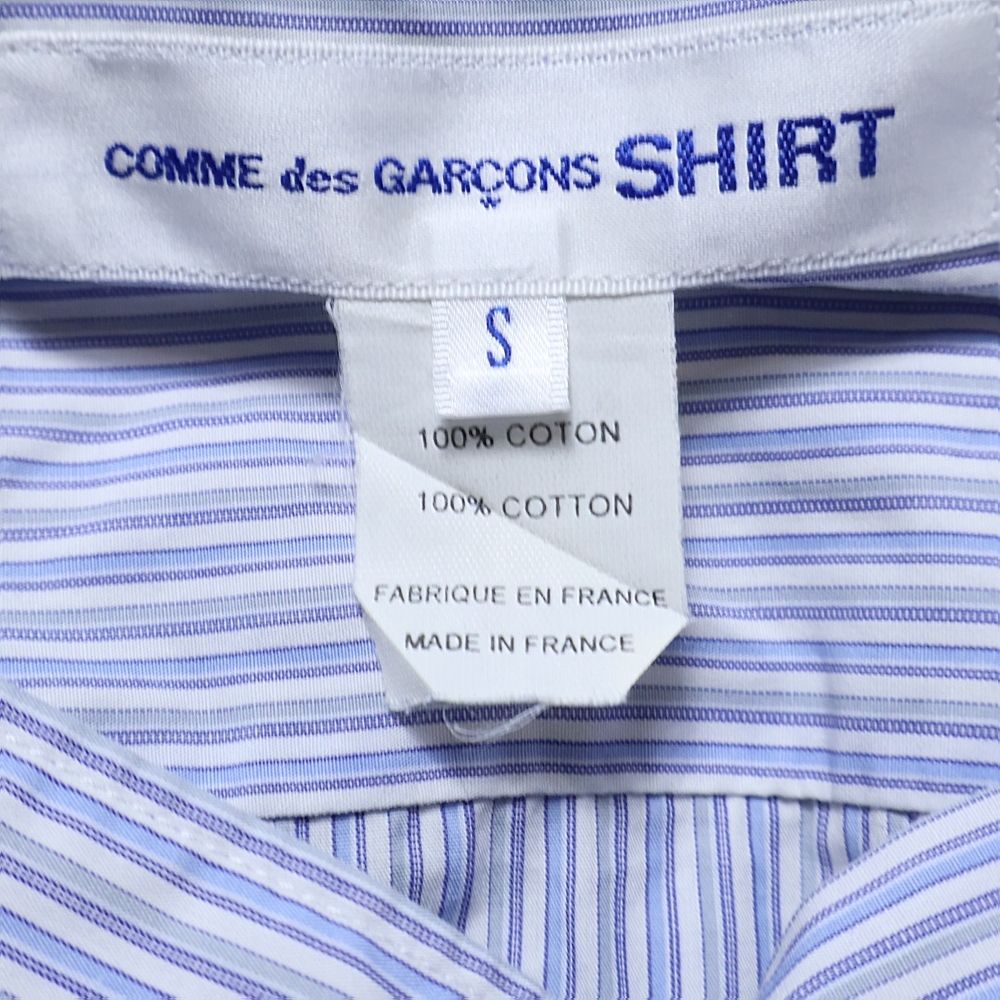 COMME des GARÇONS SHIRT
S
100% COTON
100% COTTON
FABRIQUE EN FRANCE
MADE IN FRANCE